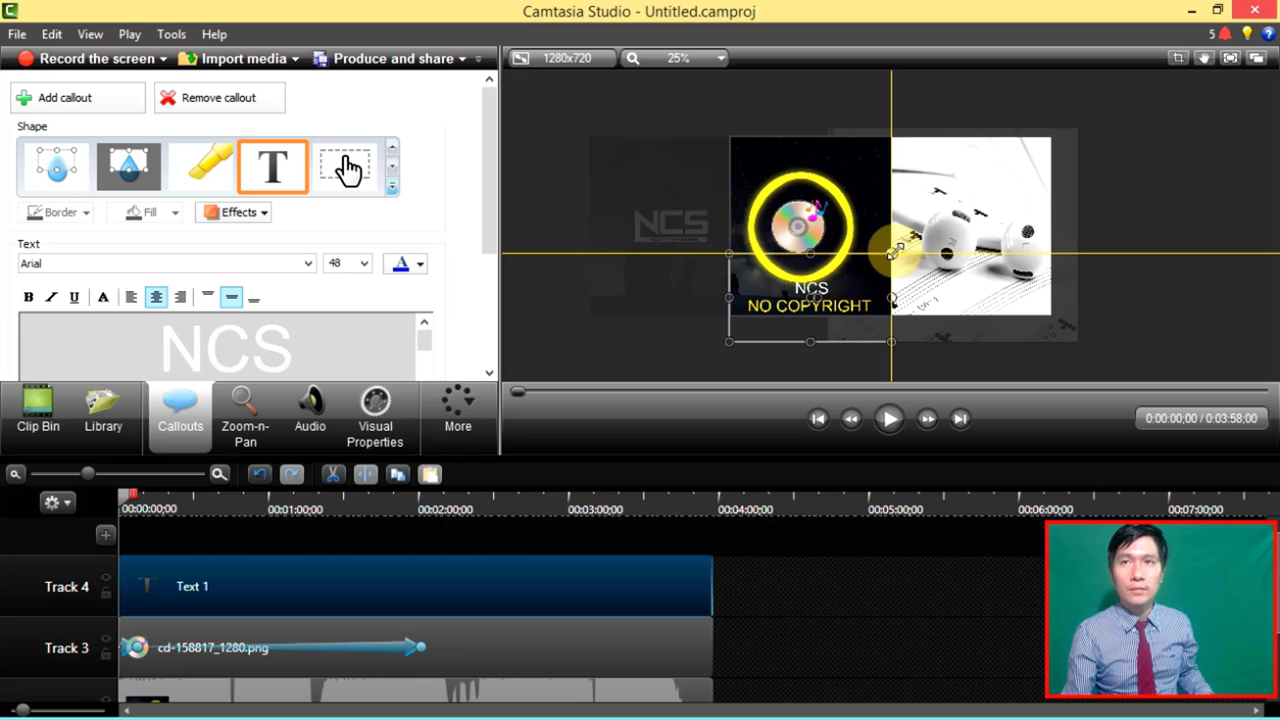 Camtasia Studio - Untitled.camproj
File Edit View Play Tools Help
5
Record the screen Import media Produce and share
1280x720 25%
Add callout Remove callout
Shape
T
Border Fill Effects
Text
Arial 48 A
B I U A
NCS
NCS
NCS
NO COPYRIGHT
Clip Bin Library Callouts Zoom-n-Pan Audio Visual Properties More
0:00:00;00 / 0:03:58;00
00:00:00;00 00:01:00;00 00:02:00;00 00:03:00;00 00:04:00;00 00:05:00;00 00:06:00;00 00:07:00;00
Track 4 T Text 1
Track 3 cd-158817_1280.png